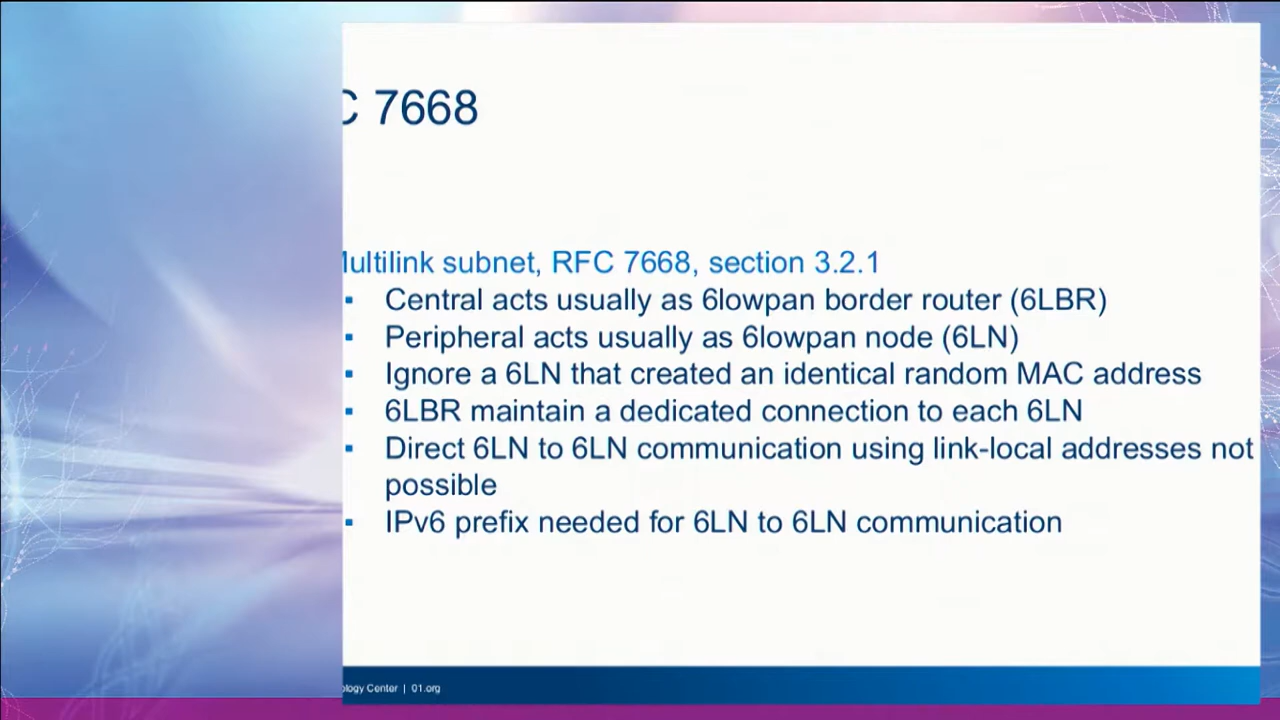 C 7668
Multilink subnet, RFC 7668, section 3.2.1
▪ Central acts usually as 6lowpan border router (6LBR)
▪ Peripheral acts usually as 6lowpan node (6LN)
▪ Ignore a 6LN that created an identical random MAC address
▪ 6LBR maintain a dedicated connection to each 6LN
▪ Direct 6LN to 6LN communication using link-local addresses not
possible
▪ IPv6 prefix needed for 6LN to 6LN communication
ology Center | 01.org